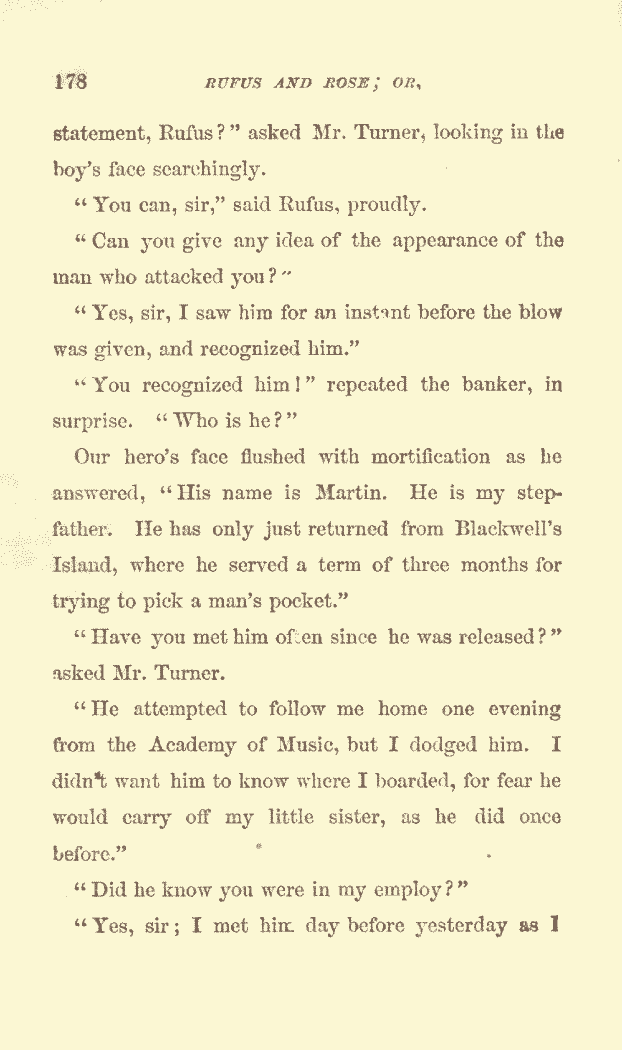 178 RUFUS AND ROSE; OR,
statement, Rufus?" asked Mr. Turner, looking in the
boy's face searchingly.
"You can, sir," said Rufus, proudly.
"Can you give any idea of the appearance of the
man who attacked you?"
"Yes, sir, I saw him for an instant before the blow
was given, and recognized him."
"You recognized him!" repeated the banker, in
surprise. "Who is he?"
Our hero's face flushed with mortification as he
answered, "His name is Martin. He is my step-
father. He has only just returned from Blackwell's
Island, where he served a term of three months for
trying to pick a man's pocket."
"Have you met him often since he was released?"
asked Mr. Turner.
"He attempted to follow me home one evening
from the Academy of Music, but I dodged him. I
didn't want him to know where I boarded, for fear he
would carry off my little sister, as he did once
before."
"Did he know you were in my employ?"
"Yes, sir; I met him day before yesterday as I